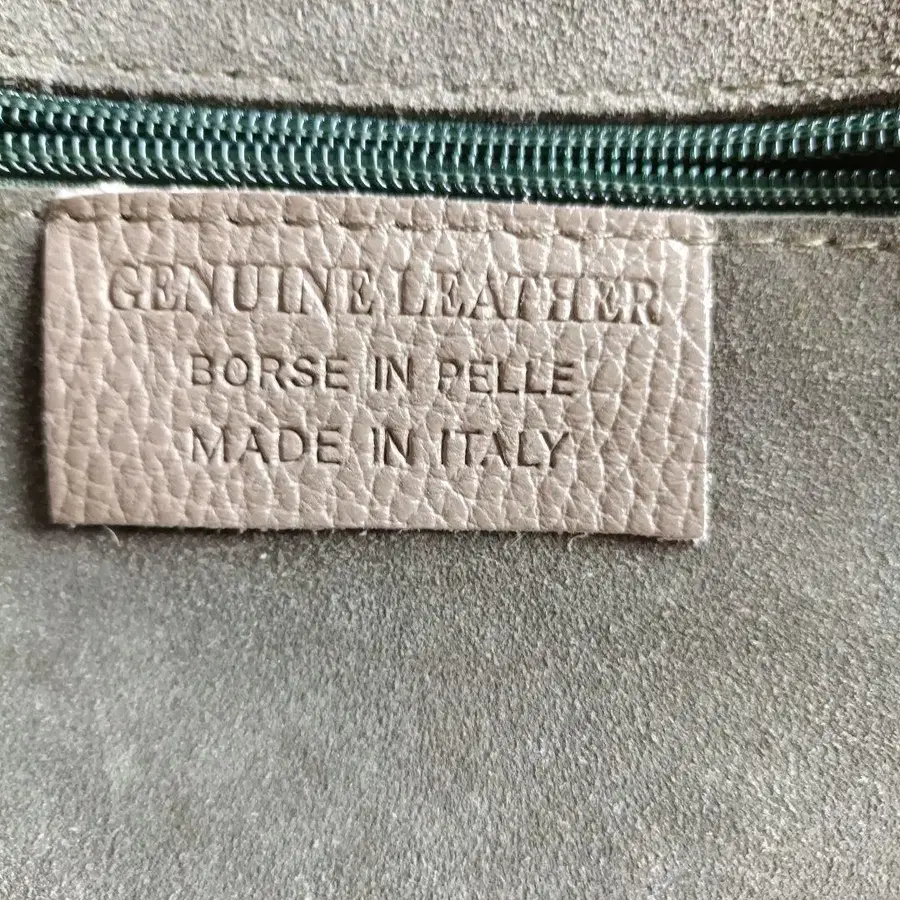 GENUINE LEATHER
BORSE IN PELLE
MADE IN ITALY